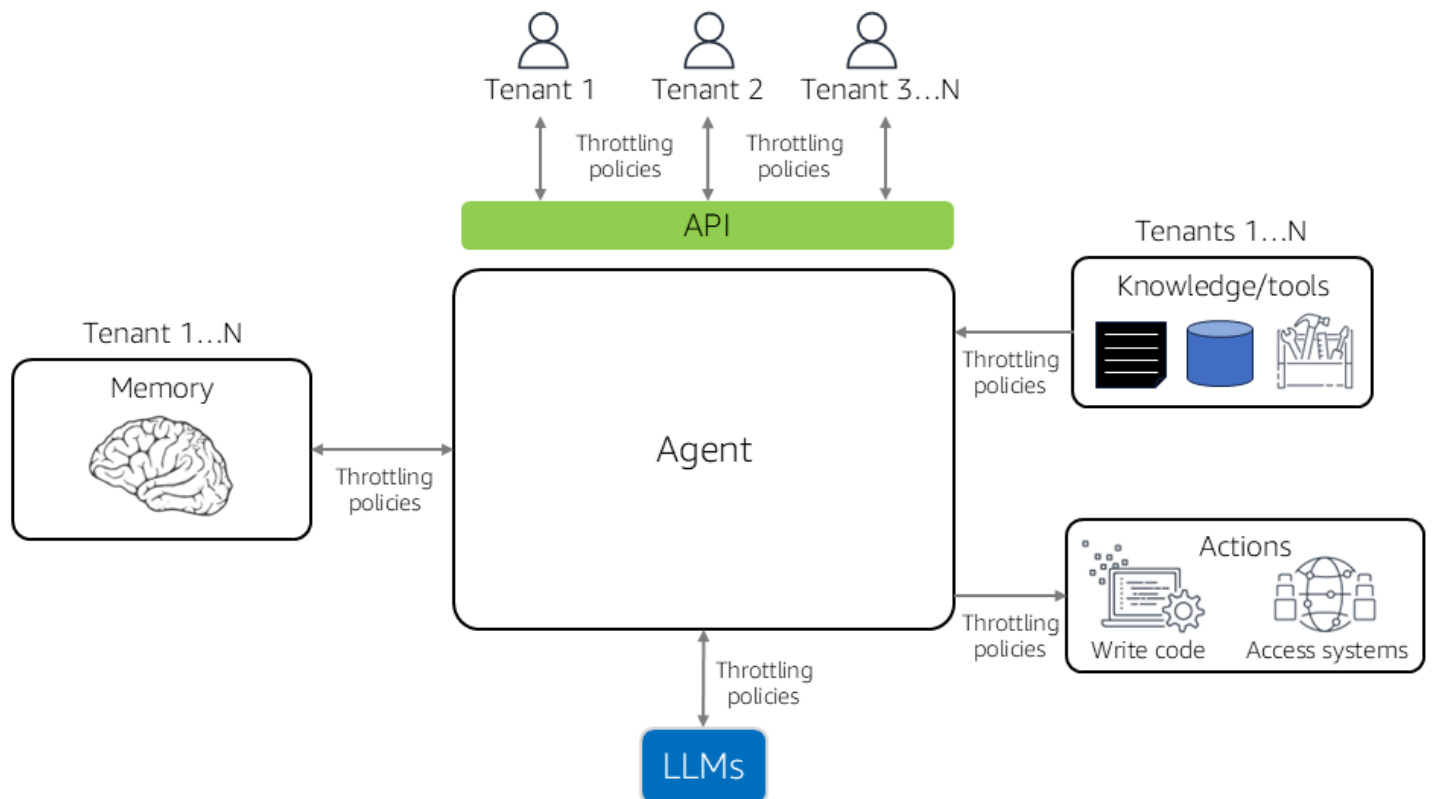 Tenant 1
Tenant 2
Tenant 3...N
Throttling
policies
Throttling
policies
API
Tenants 1...N
Knowledge/tools
Throttling
policies
Tenant 1...N
Memory
Throttling
policies
Agent
Actions
Write code
Access systems
Throttling
policies
Throttling
policies
LLMs